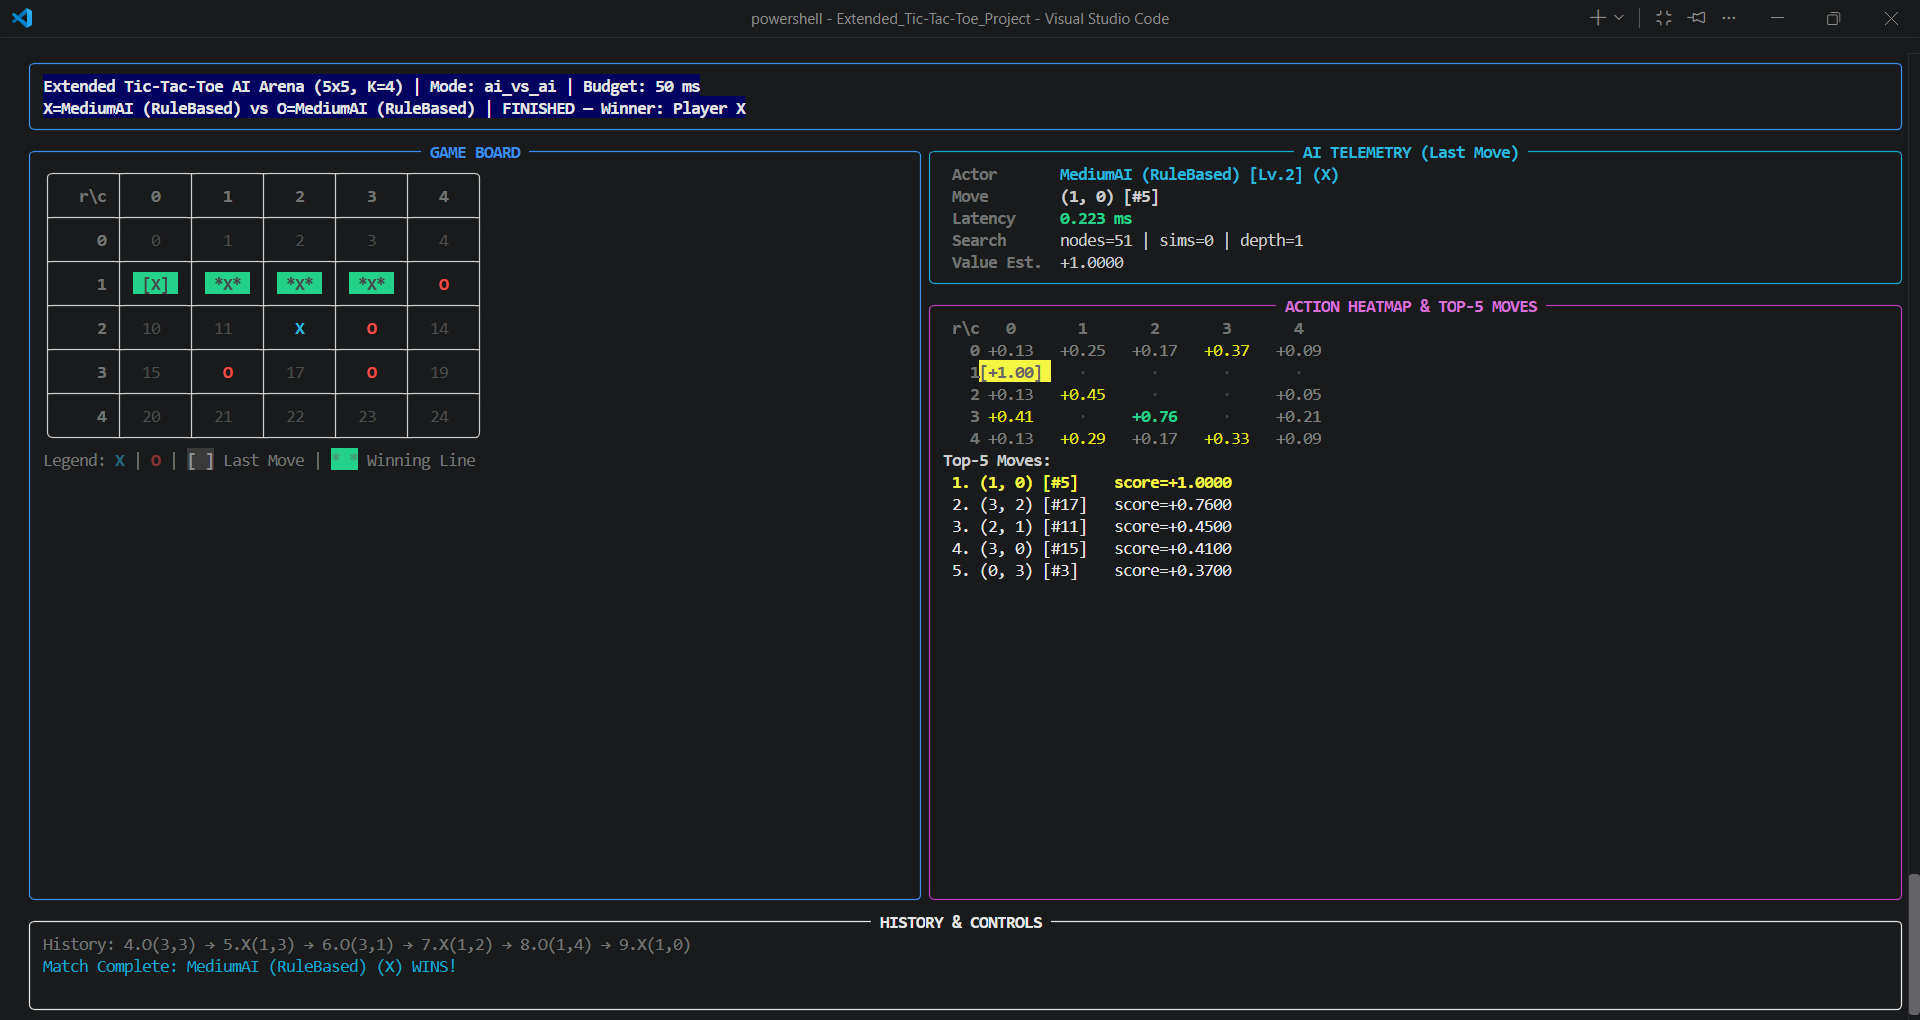 powershell - Extended_Tic-Tac-Toe_Project - Visual Studio Code
Extended Tic-Tac-Toe AI Arena (5x5, K=4) | Mode: ai_vs_ai | Budget: 50 ms
X=MediumAI (RuleBased) vs O=MediumAI (RuleBased) | FINISHED — Winner: Player X
GAME BOARD
r\c 0 1 2 3 4
0 0 1 2 3 4
1 [X] *X* *X* *X* O
2 10 11 X O 14
3 15 O 17 O 19
4 20 21 22 23 24
Legend: X | O | [ ] Last Move | * * Winning Line
AI TELEMETRY (Last Move)
Actor MediumAI (RuleBased) [Lv.2] (X)
Move (1, 0) [#5]
Latency 0.223 ms
Search nodes=51 | sims=0 | depth=1
Value Est. +1.0000
ACTION HEATMAP & TOP-5 MOVES
r\c 0 1 2 3 4
0 +0.13 +0.25 +0.17 +0.37 +0.09
1[+1.00] · · · ·
2 +0.13 +0.45 · · +0.05
3 +0.41 · +0.76 · +0.21
4 +0.13 +0.29 +0.17 +0.33 +0.09
Top-5 Moves:
1. (1, 0) [#5] score=+1.0000
2. (3, 2) [#17] score=+0.7600
3. (2, 1) [#11] score=+0.4500
4. (3, 0) [#15] score=+0.4100
5. (0, 3) [#3] score=+0.3700
HISTORY & CONTROLS
History: 4.O(3,3) → 5.X(1,3) → 6.O(3,1) → 7.X(1,2) → 8.O(1,4) → 9.X(1,0)
Match Complete: MediumAI (RuleBased) (X) WINS!